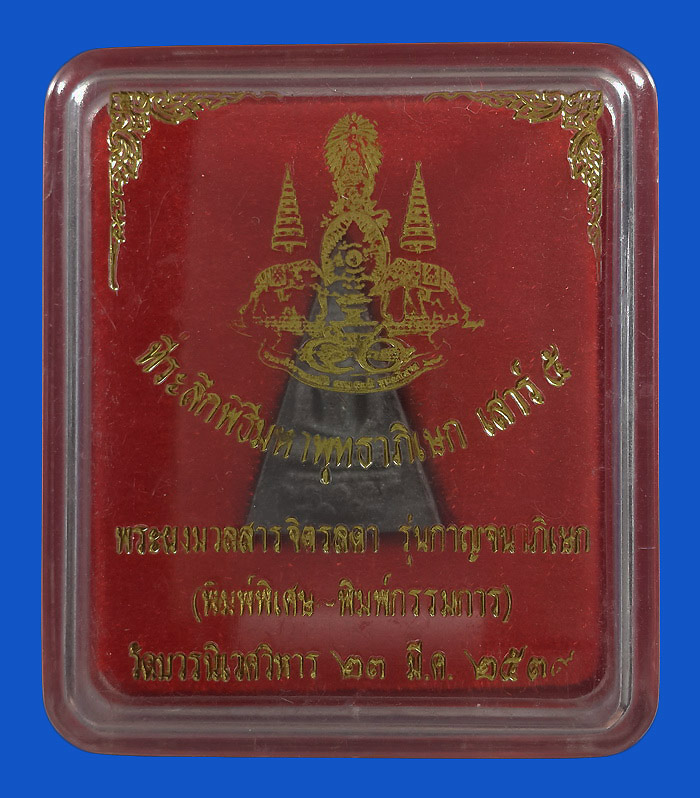 ที่ระลึกพิธีมหาพุทธาภิเษก เสาร์ ๕
พระผงมวลสารจิตรลดา รุ่นกาญจนาภิเษก
(พิมพ์พิเศษ - พิมพ์กรรมการ)
วัดบวรนิเวศวิหาร ๒๓ มี.ค. ๒๕๓๙